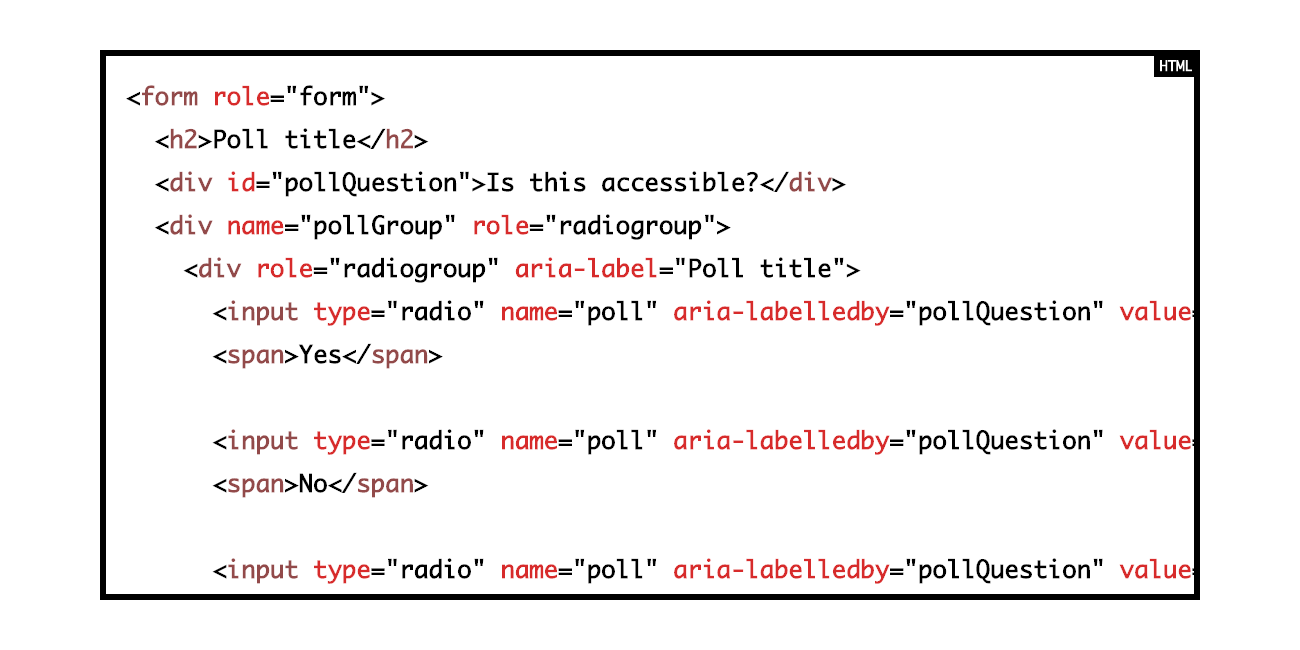 HTML
<form role="form">
<h2>Poll title</h2>
<div id="pollQuestion">Is this accessible?</div>
<div name="pollGroup" role="radiogroup">
<div role="radiogroup" aria-label="Poll title">
<input type="radio" name="poll" aria-labelledby="pollQuestion" value=
<span>Yes</span>
<input type="radio" name="poll" aria-labelledby="pollQuestion" value=
<span>No</span>
<input type="radio" name="poll" aria-labelledby="pollQuestion" value=